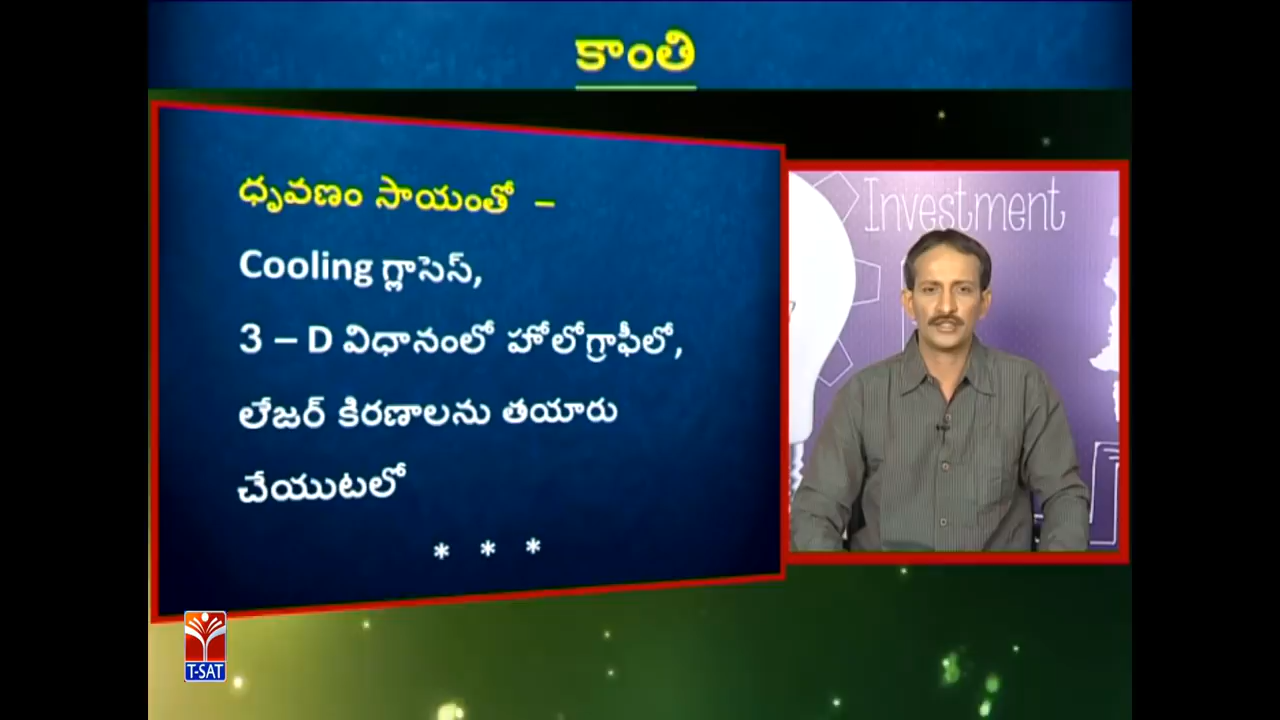 కాంతి
ధృవణం సాయంతో –
Cooling గ్లాసెస్,
3 – D విధానంలో హోలోగ్రాఫీలో,
లేజర్ కిరణాలను తయారు
చేయుటలో
* * *
Investment
T-SAT